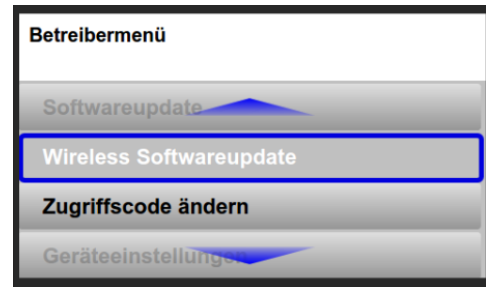 Betreibermenü
Softwareupdate
Wireless Softwareupdate
Zugriffscode ändern
Geräteeinstellungen